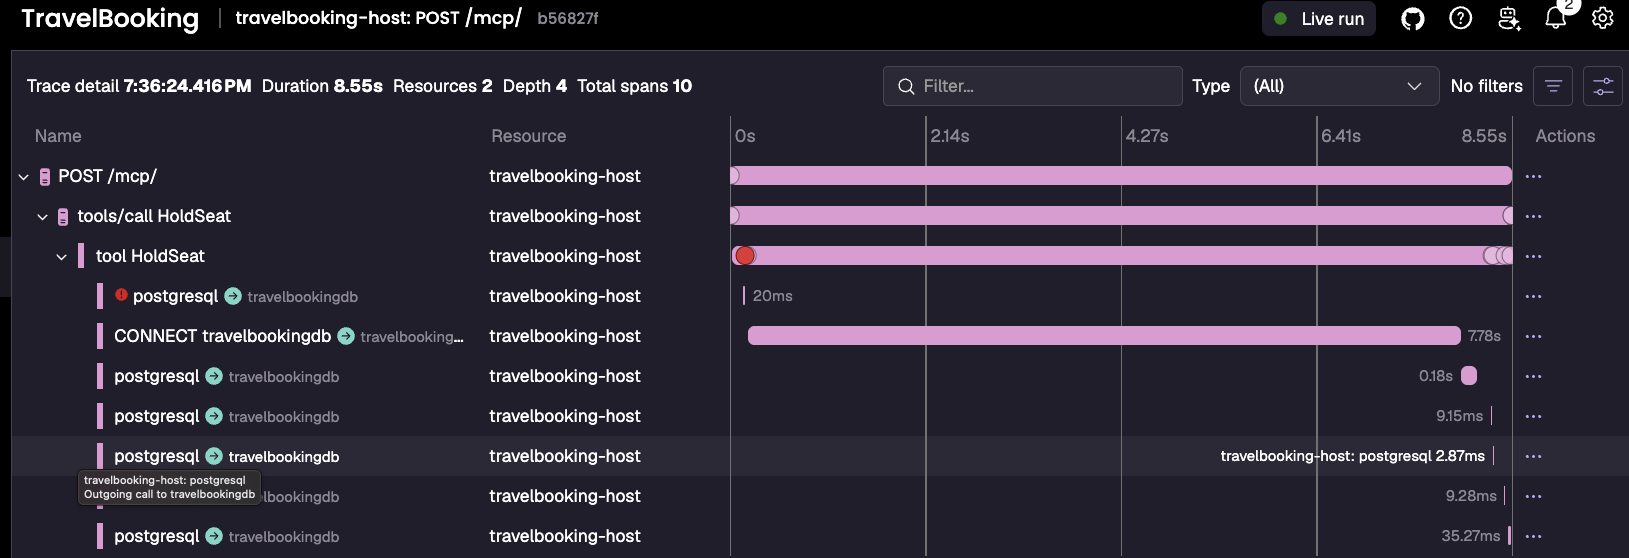 TravelBooking travelbooking-host: POST /mcp/ b56827f Live run 2
Trace detail 7:36:24.416 PM Duration 8.55s Resources 2 Depth 4 Total spans 10 Filter... Type (All) No filters
Name Resource 0s 2.14s 4.27s 6.41s 8.55s Actions
POST /mcp/ travelbooking-host
tools/call HoldSeat travelbooking-host
tool HoldSeat travelbooking-host
postgresql travelbookingdb travelbooking-host 20ms
CONNECT travelbookingdb travelbooking... travelbooking-host 7.78s
postgresql travelbookingdb travelbooking-host 0.18s
postgresql travelbookingdb travelbooking-host 9.15ms
postgresql travelbookingdb travelbooking-host travelbooking-host: postgresql 2.87ms
travelbooking-host: postgresql
Outgoing call to travelbookingdb
gdb travelbooking-host 9.28ms
postgresql travelbookingdb travelbooking-host 35.27ms